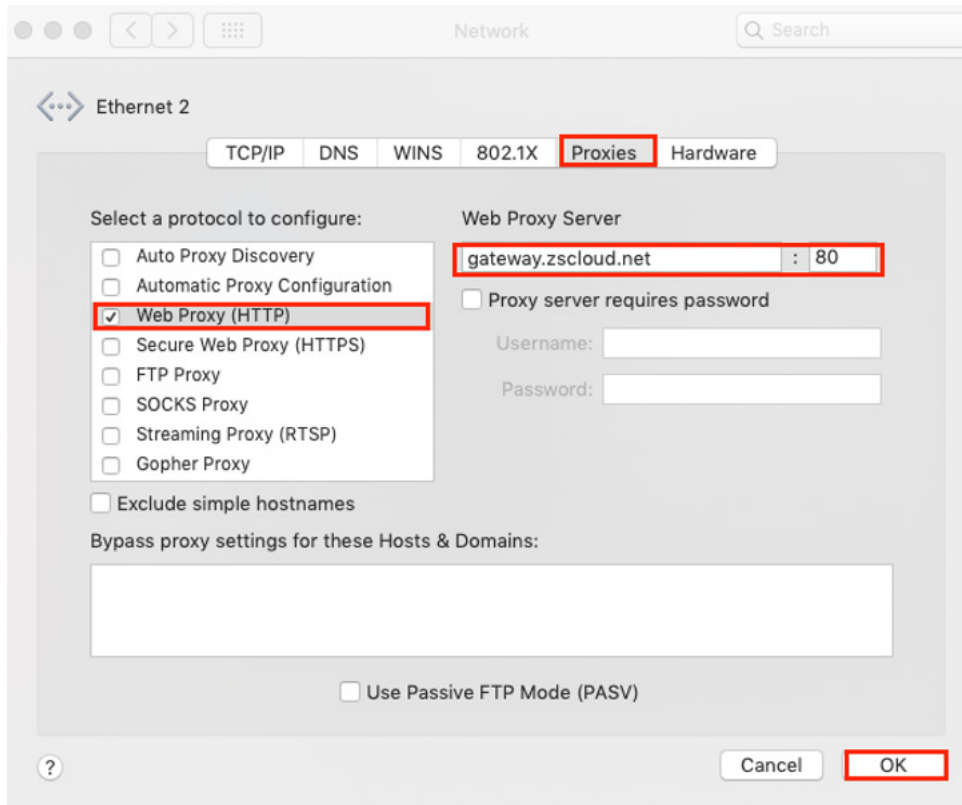 Network
Search
Ethernet 2
TCP/IP DNS WINS 802.1X Proxies Hardware
Select a protocol to configure:
Auto Proxy Discovery
Automatic Proxy Configuration
Web Proxy (HTTP)
Secure Web Proxy (HTTPS)
FTP Proxy
SOCKS Proxy
Streaming Proxy (RTSP)
Gopher Proxy
Web Proxy Server
gateway.zscloud.net : 80
Proxy server requires password
Username:
Password:
Exclude simple hostnames
Bypass proxy settings for these Hosts & Domains:
Use Passive FTP Mode (PASV)
?
Cancel OK